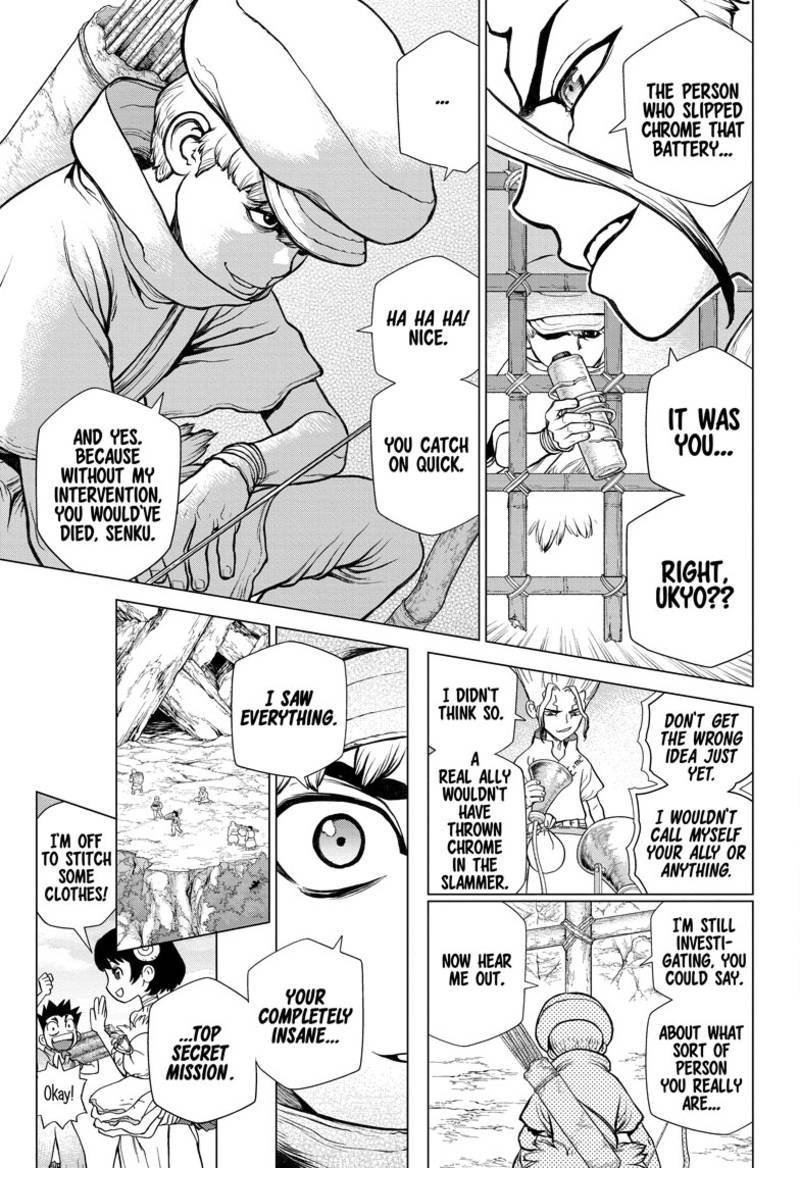 THE PERSON
WHO SLIPPED
CHROME THAT
BATTERY...
IT WAS
YOU...
RIGHT,
UKYO??
...
HA HA HA!
NICE.
YOU CATCH
ON QUICK.
AND YES.
BECAUSE
WITHOUT MY
INTERVENTION,
YOU WOULD'VE
DIED, SENKU.
DON'T GET
THE WRONG
IDEA JUST
YET.
I WOULDN'T
CALL MYSELF
YOUR ALLY OR
ANYTHING.
I DIDN'T
THINK SO.
A
REAL ALLY
WOULDN'T
HAVE
THROWN
CHROME
IN THE
SLAMMER.
I'M STILL
INVESTI-
GATING, YOU
COULD SAY.
ABOUT WHAT
SORT OF
PERSON
YOU REALLY
ARE...
NOW HEAR
ME OUT.
I SAW
EVERYTHING.
YOUR
COMPLETELY
INSANE...
...TOP
SECRET
MISSION.
I'M OFF
TO STITCH
SOME
CLOTHES!
Okay!